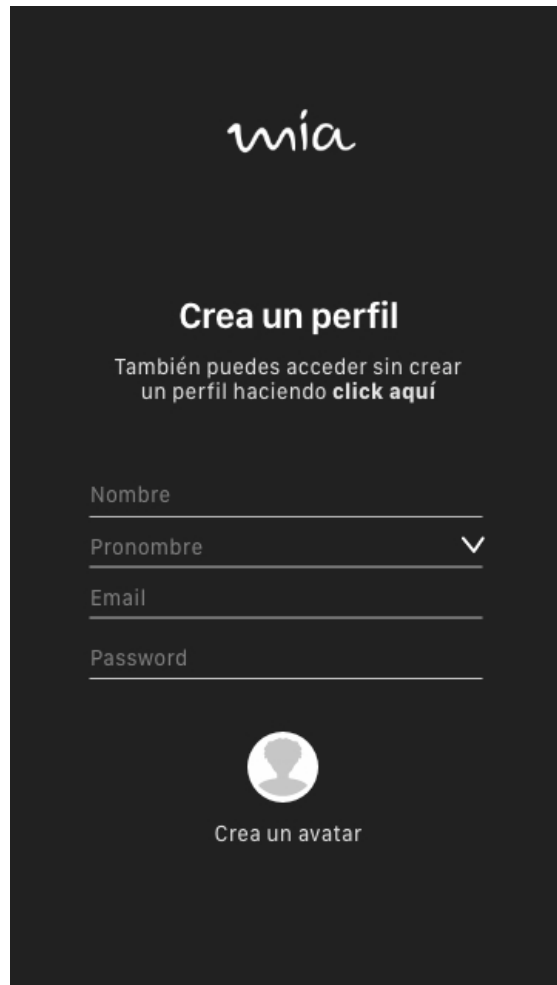 mía
Crea un perfil
También puedes acceder sin crear
un perfil haciendo click aquí
Nombre
Pronombre
Email
Password
Crea un avatar